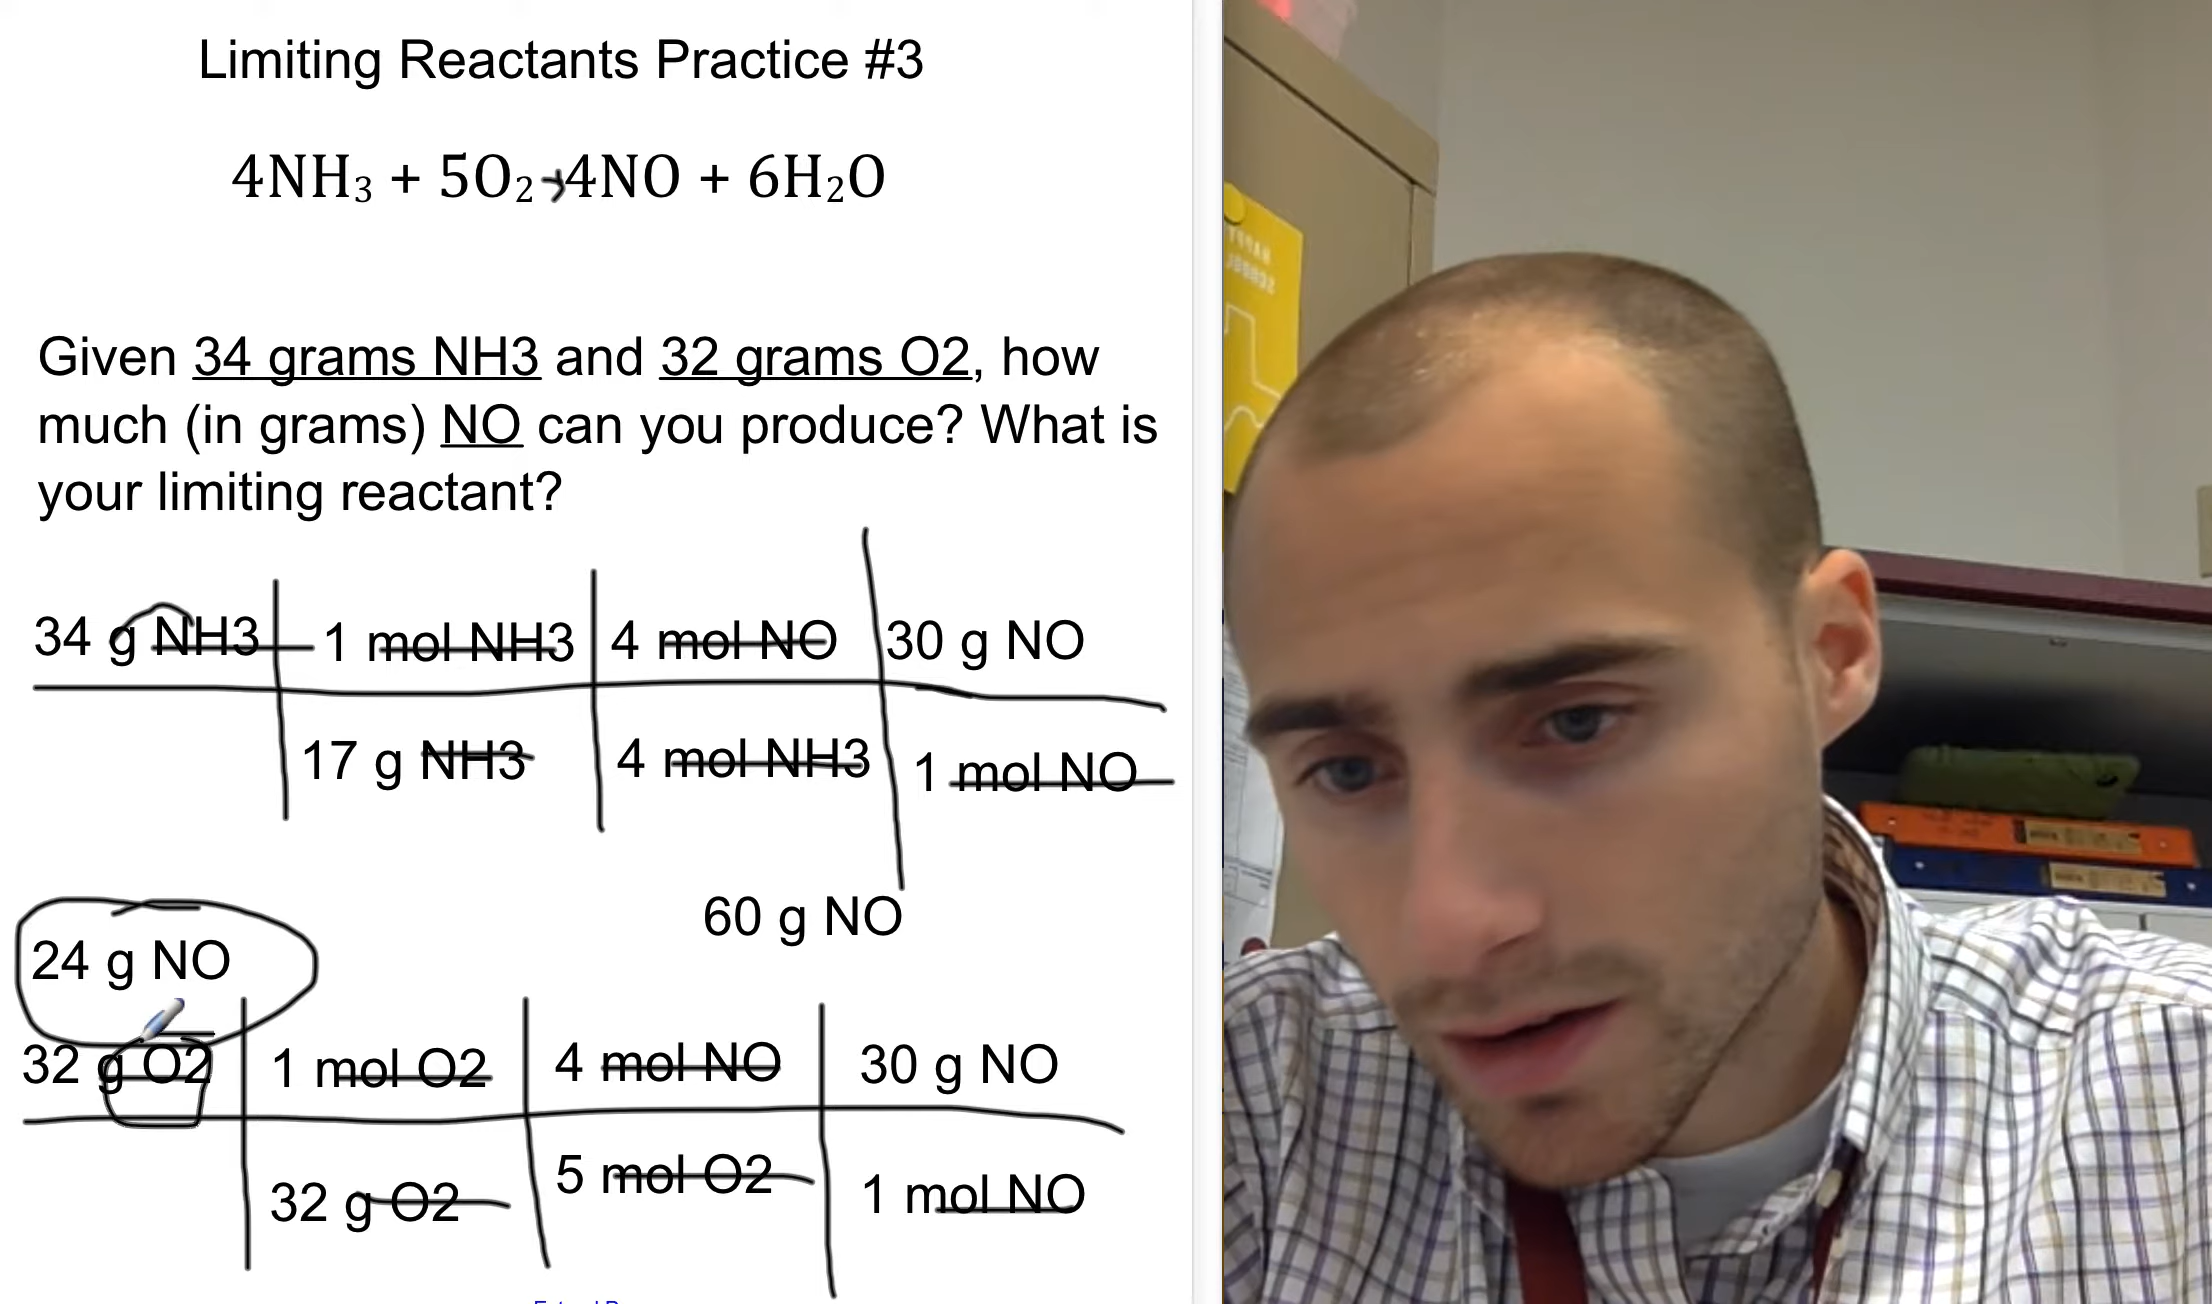 Limiting Reactants Practice #3
4NH₃ + 5O₂→4NO + 6H₂O
Given 34 grams NH3 and 32 grams O2, how
much (in grams) NO can you produce? What is
your limiting reactant?
34 g NH3 1 mol NH3 4 mol NO 30 g NO
17 g NH3 4 mol NH3 1 mol NO
60 g NO
24 g NO
32 g O2 1 mol O2 4 mol NO 30 g NO
32 g O2 5 mol O2 1 mol NO